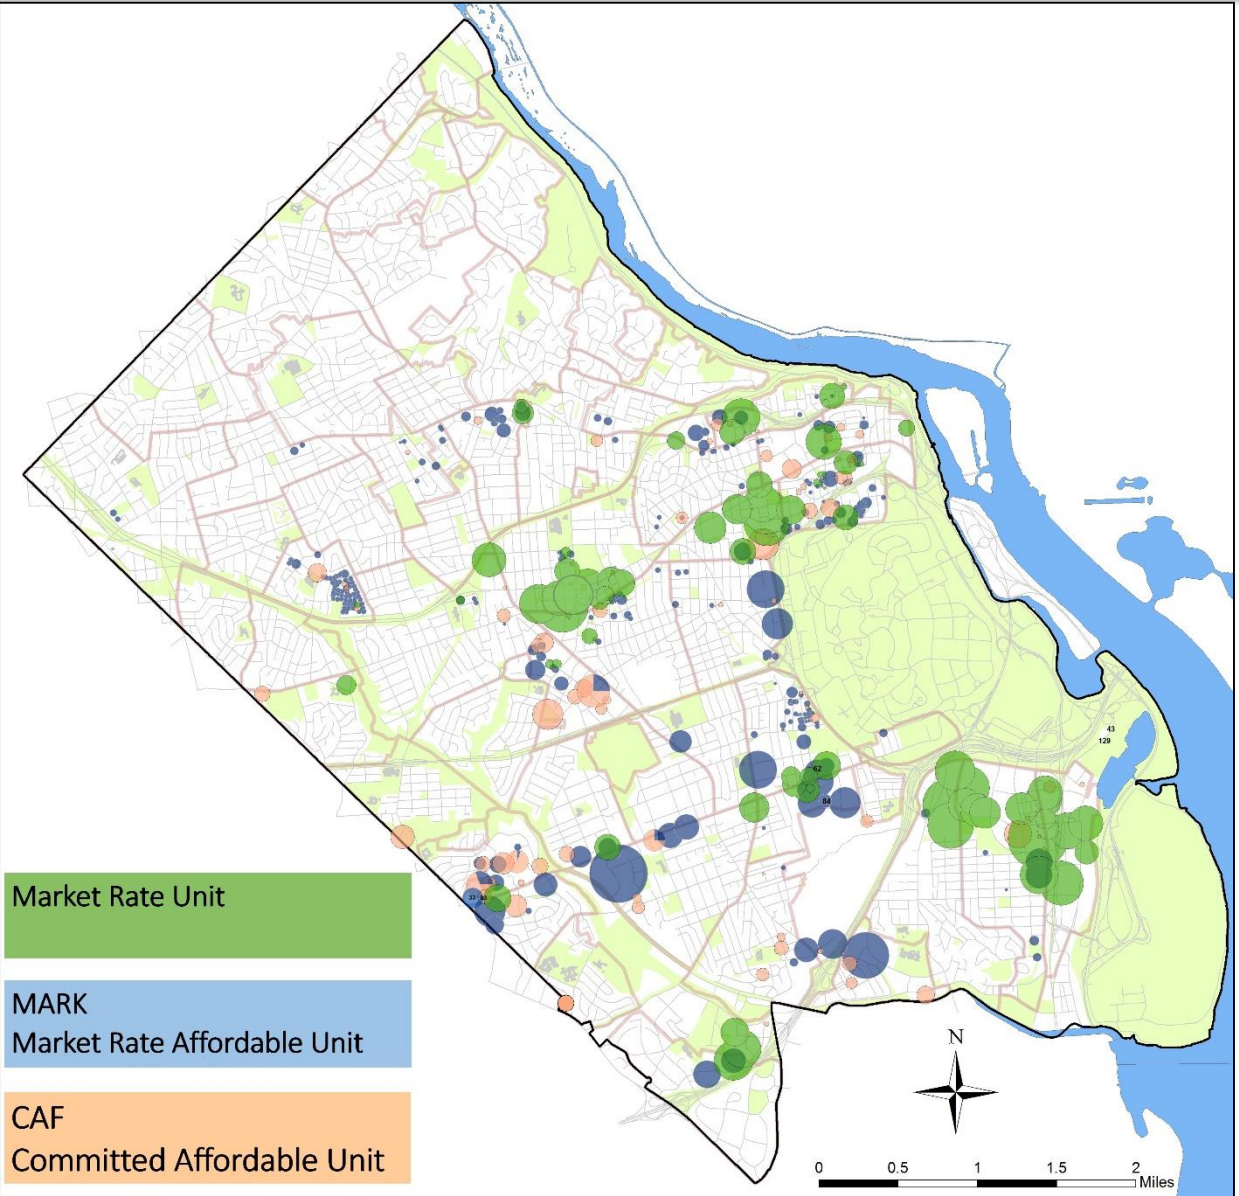 43
129
62
84
33
Market Rate Unit
MARK
Market Rate Affordable Unit
CAF
Committed Affordable Unit
N
0 0.5 1 1.5 2
Miles